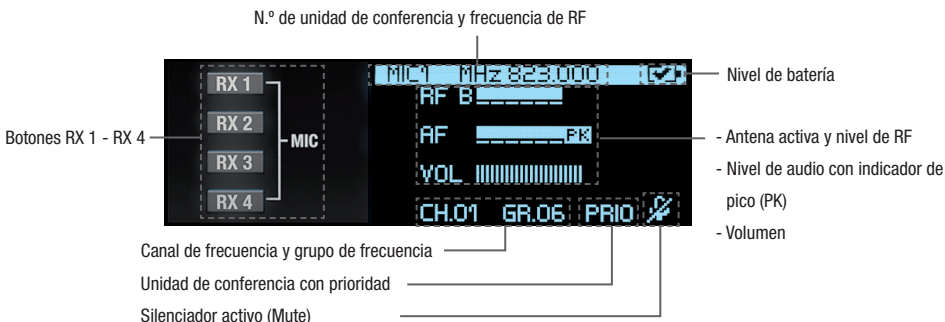 N.º de unidad de conferencia y frecuencia de RF
MIC1 MHz 823.000
Nivel de batería
RX 1
RX 2
RX 3
RX 4
MIC
Botones RX 1 - RX 4
RF B
AF PK
VOL
- Antena activa y nivel de RF
- Nivel de audio con indicador de
pico (PK)
- Volumen
CH.01 GR.06 PRIO
Canal de frecuencia y grupo de frecuencia
Unidad de conferencia con prioridad
Silenciador activo (Mute)